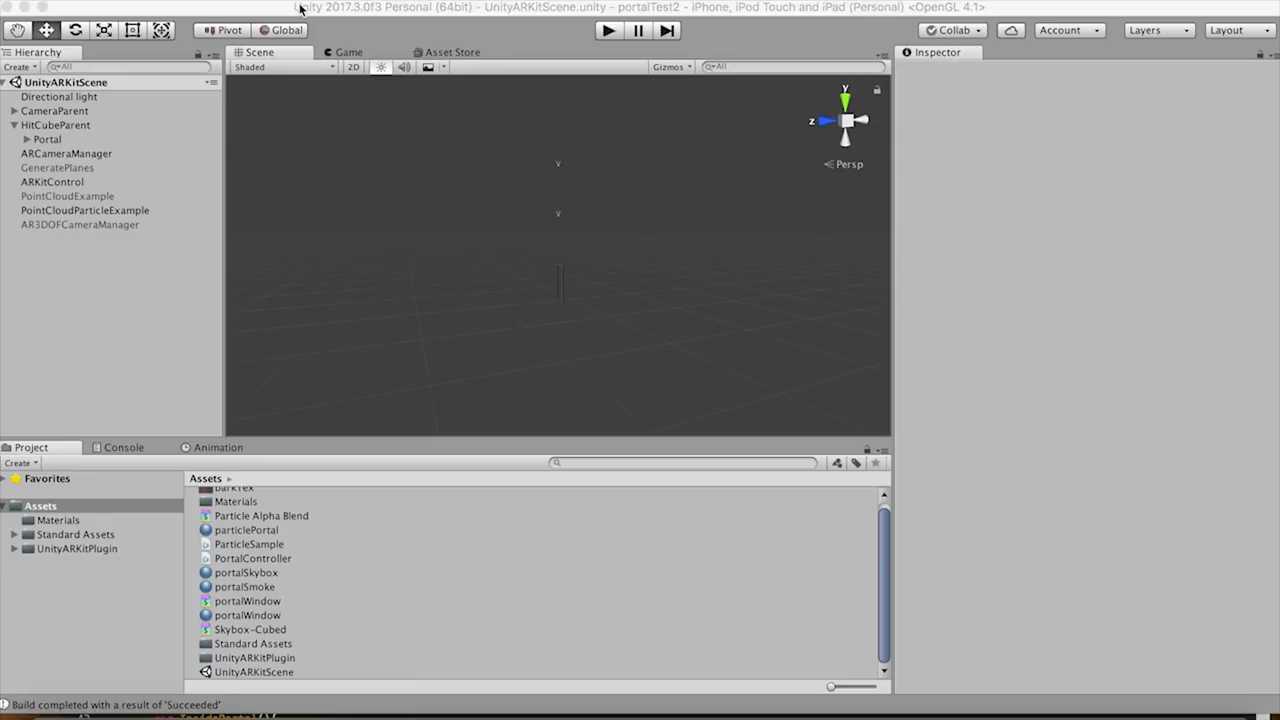 Unity 2017.3.0f3 Personal (64bit) - UnityARKitScene.unity - portalTest2 - iPhone, iPod Touch and iPad (Personal) <OpenGL 4.1>
Pivot Global Collab Account Layers Layout
Hierarchy Scene Game Asset Store Inspector
Create All Shaded 2D Gizmos All
UnityARKitScene
Directional light
CameraParent
HitCubeParent
Portal
ARCameraManager
GeneratePlanes
ARKitControl
PointCloudExample
PointCloudParticleExample
AR3DOFCameraManager
y
z
Persp
Project Console Animation
Create
Favorites
Assets
Materials
Standard Assets
UnityARKitPlugin
Assets
DarkTex
Materials
Particle Alpha Blend
particlePortal
ParticleSample
PortalController
portalSkybox
portalSmoke
portalWindow
portalWindow
Skybox-Cubed
Standard Assets
UnityARKitPlugin
UnityARKitScene
Build completed with a result of 'Succeeded'